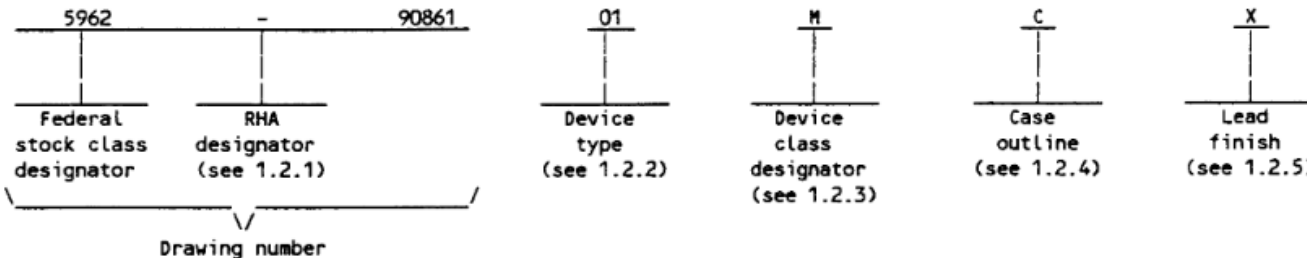 5962 - 90861 01 M C X
Federal RHA Device Device Case Lead
stock class designator type class outline finish
designator (see 1.2.1) (see 1.2.2) designator (see 1.2.4) (see 1.2.5)
(see 1.2.3)
Drawing number